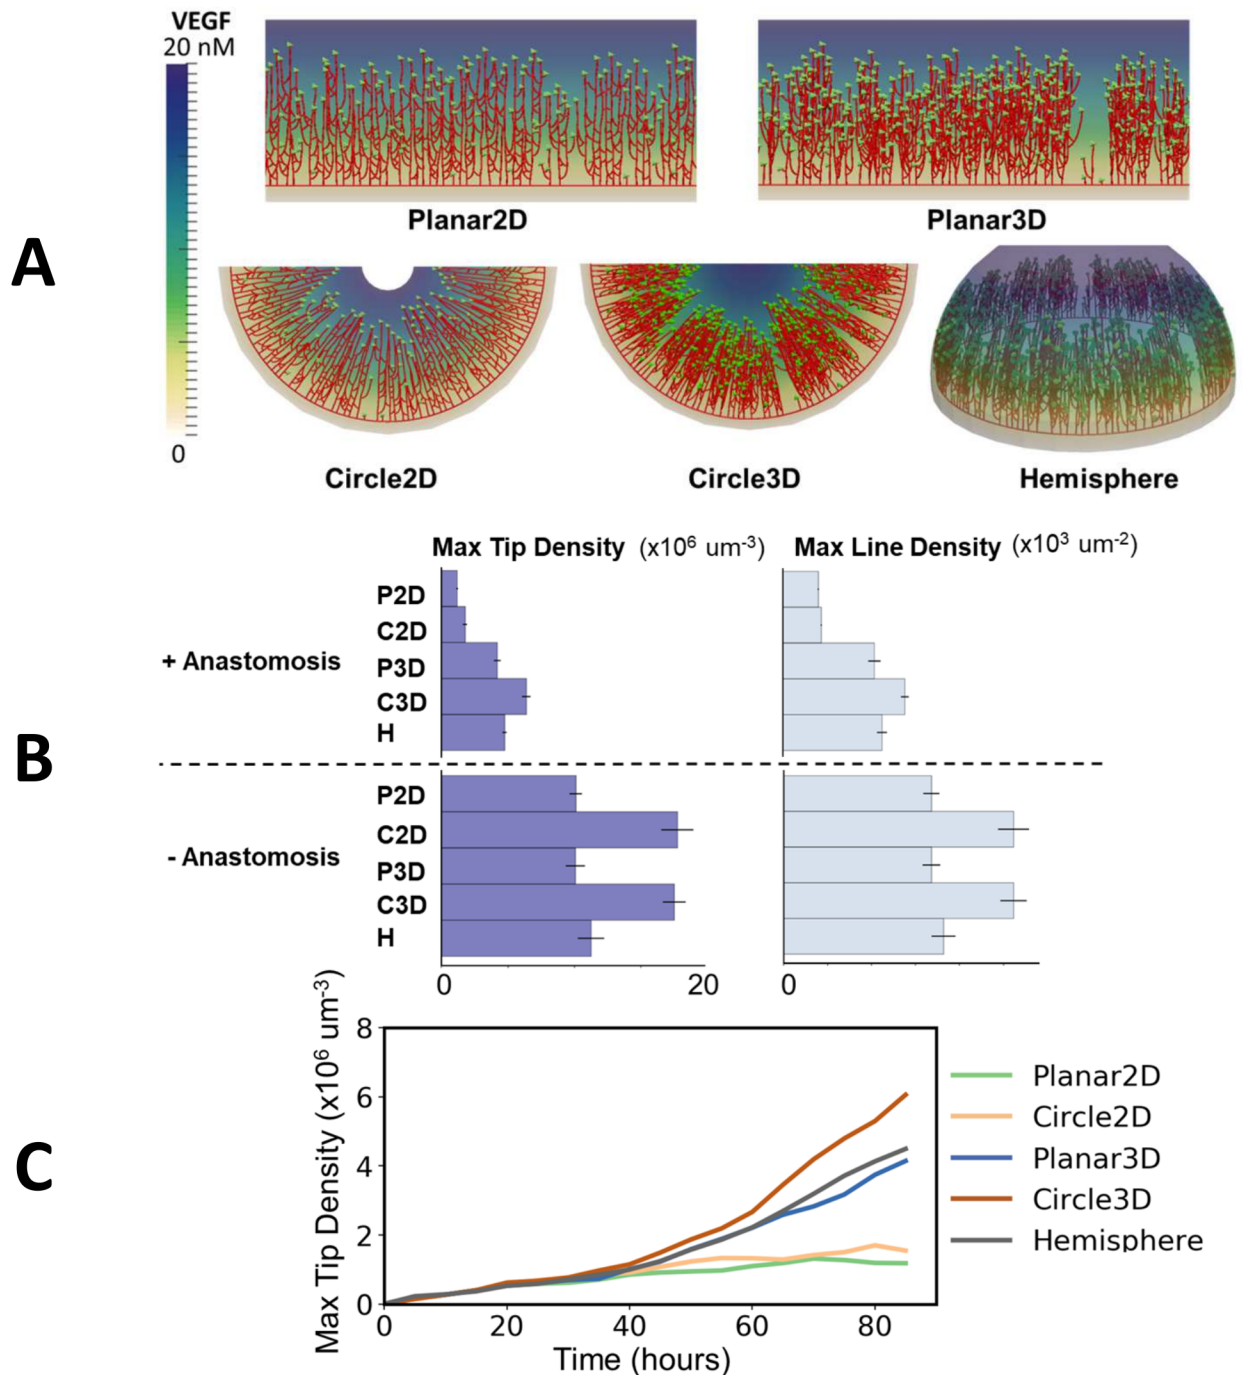 VEGF
20 nM
0
A
Planar2D
Planar3D
Circle2D
Circle3D
Hemisphere
B
Max Tip Density (x10⁶ um⁻³)
Max Line Density (x10³ um⁻²)
+ Anastomosis
P2D
C2D
P3D
C3D
H
- Anastomosis
P2D
C2D
P3D
C3D
H
0
20
0
C
Max Tip Density (x10⁶ um⁻³)
8
6
4
2
0
0
20
40
60
80
Time (hours)
Planar2D
Circle2D
Planar3D
Circle3D
Hemisphere